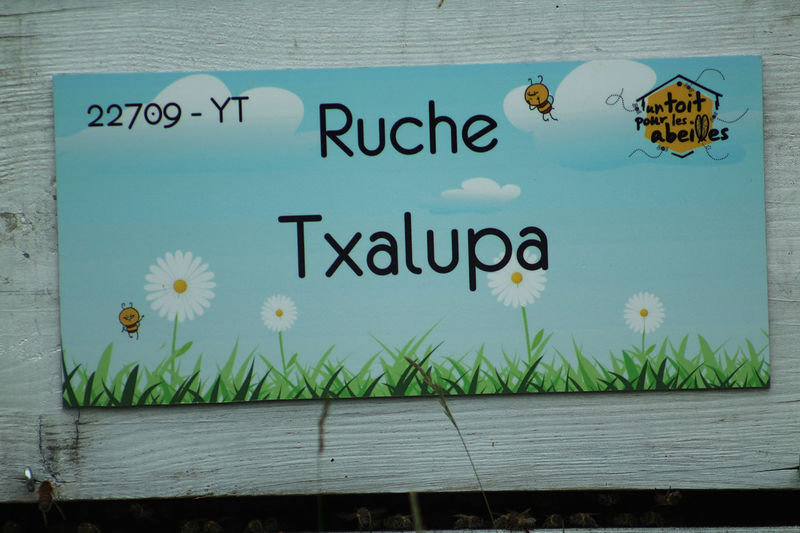 22709 - YT
Ruche
Txalupa
un toit
pour les
abeilles